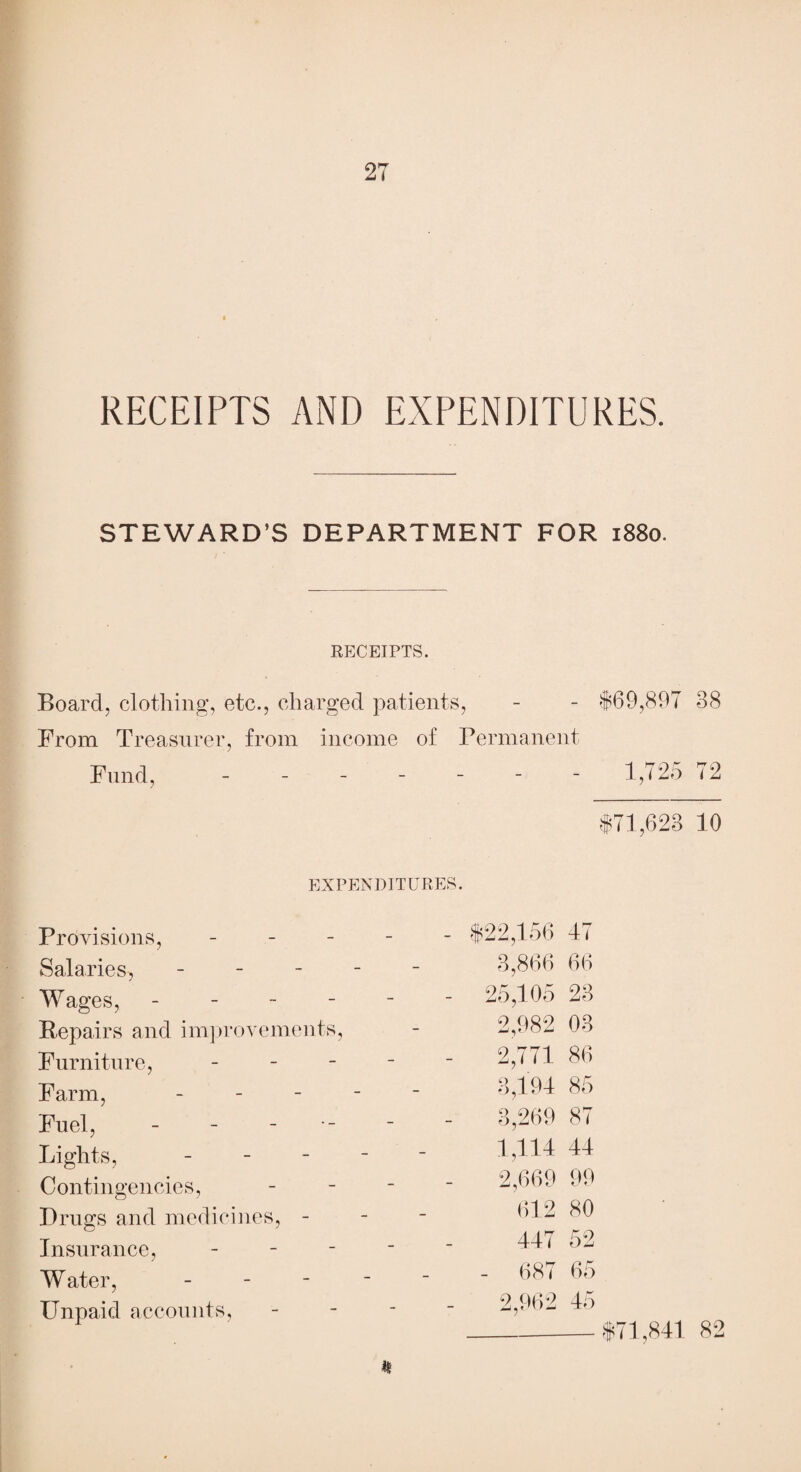 27
RECEIPTS AND EXPENDITURES.
STEWARD'S DEPARTMENT FOR 1880.
RECEIPTS.
Board, clothing, etc., charged patients, - - $69,897 38
From Treasurer, from income of Permanent
Fund, - - - - - - - 1,725 72
$71,623 10
EXPENDITURES.
Provisions, - - - - - $22,156 47
Salaries, - - - - - 3,866 66
Wages, - - - - - - 25,105 23
Repairs and improvements, - 2,982 03
Furniture, - - - - - 2,771 86
Farm, - - - - - 3,194 85
Fuel, - - - - - - 3,269 87
Lights, - - - - - 1,114 44
Contingencies, - - - - 2,669 99
Drugs and medicines, - - - 612 80
Insurance, - - - - - 447 52
Water, - - - - - - 687 65
Unpaid accounts, - - - - 2,962 45
$71,841 82